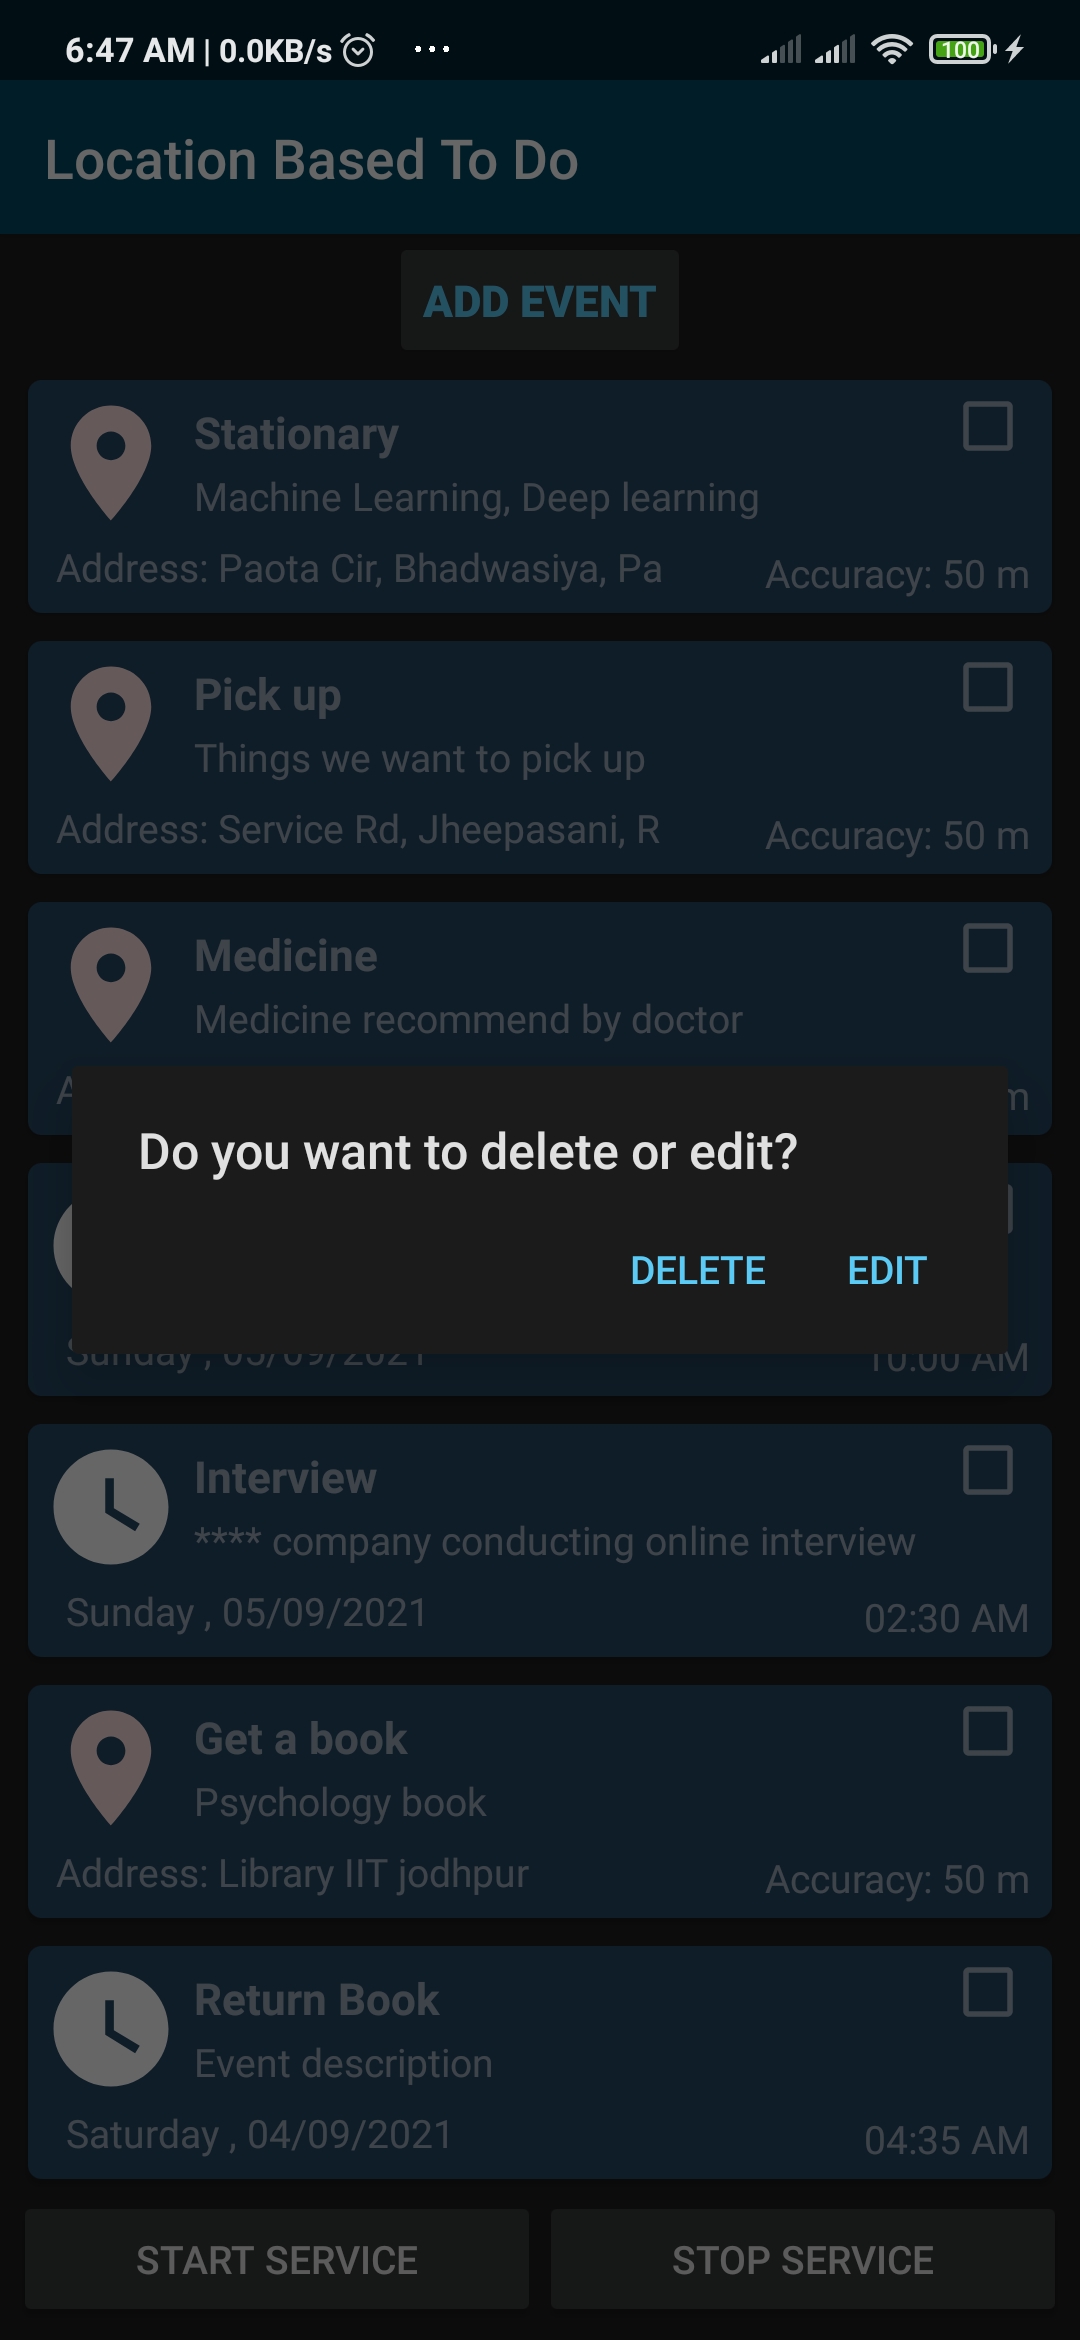 6:47 AM | 0.0KB/s ... 100
Location Based To Do
ADD EVENT
Stationary
Machine Learning, Deep learning
Address: Paota Cir, Bhadwasiya, Pa Accuracy: 50 m
Pick up
Things we want to pick up
Address: Service Rd, Jheepasani, R Accuracy: 50 m
Medicine
Medicine recommend by doctor
Do you want to delete or edit?
DELETE EDIT
Sunday , 05/09/2021 10:00 AM
Interview
**** company conducting online interview
Sunday , 05/09/2021 02:30 AM
Get a book
Psychology book
Address: Library IIT jodhpur Accuracy: 50 m
Return Book
Event description
Saturday , 04/09/2021 04:35 AM
START SERVICE STOP SERVICE